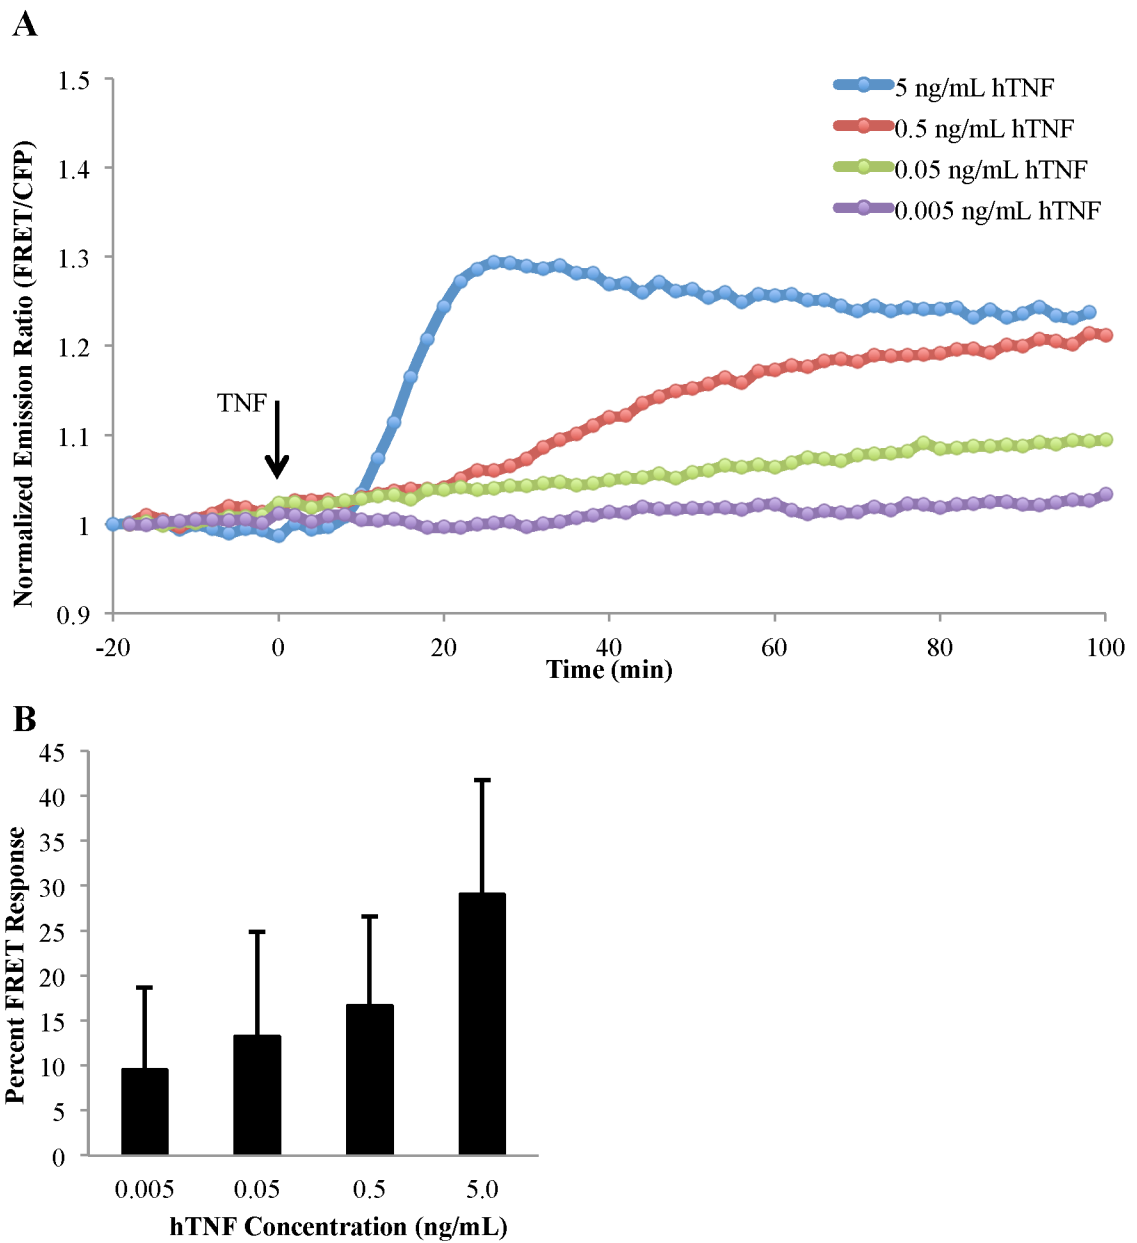 A
1.5
1.4
1.3
1.2
1.1
1
0.9
Normalized Emission Ratio (FRET/CFP)
5 ng/mL hTNF
0.5 ng/mL hTNF
0.05 ng/mL hTNF
0.005 ng/mL hTNF
TNF
-20 0 20 40 60 80 100
Time (min)
B
45
40
35
30
25
20
15
10
5
0
Percent FRET Response
0.005 0.05 0.5 5.0
hTNF Concentration (ng/mL)